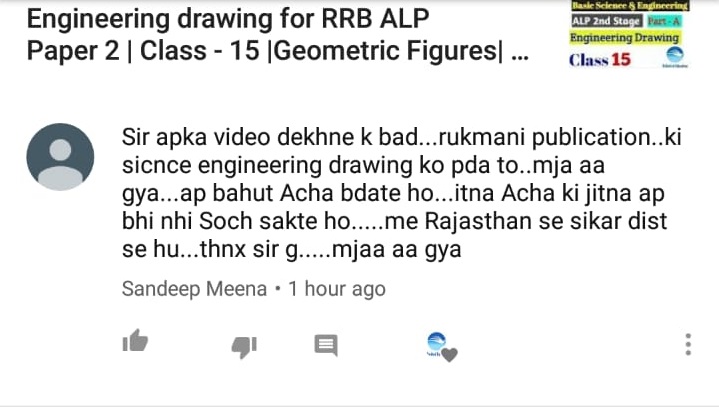 Engineering drawing for RRB ALP
Paper 2 | Class - 15 |Geometric Figures| ...
Basic Science & Engineering
ALP 2nd Stage Part - A
Engineering Drawing
Class 15
Sir apka video dekhne k bad...rukmani publication..ki
sicnce engineering drawing ko pda to..mja aa
gya...ap bahut Acha bdate ho...itna Acha ki jitna ap
bhi nhi Soch sakte ho.....me Rajasthan se sikar dist
se hu...thnx sir g.....mjaa aa gya
Sandeep Meena • 1 hour ago